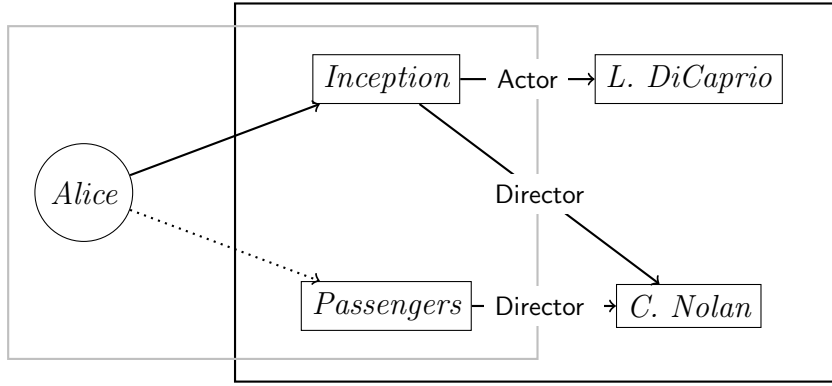 Inception
Actor
L. DiCaprio
Alice
Director
Passengers
Director
C. Nolan